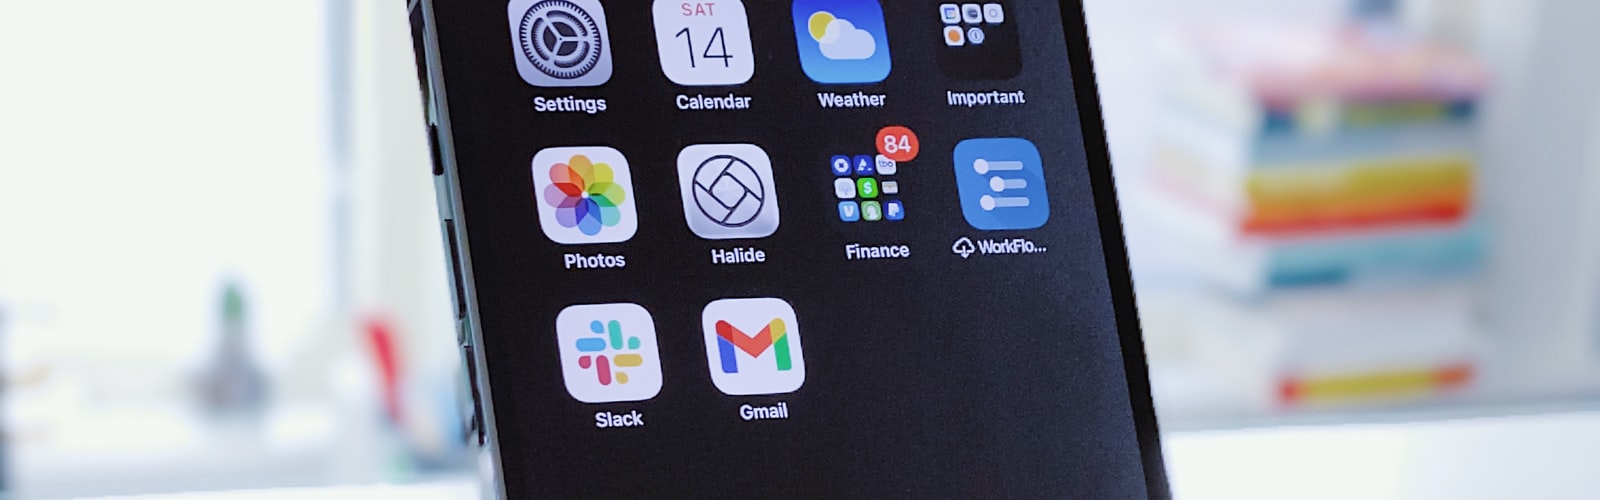 SAT
14
Settings
Calendar
Weather
Important
84
Photos
Halide
Finance
WorkFlo...
Slack
Gmail